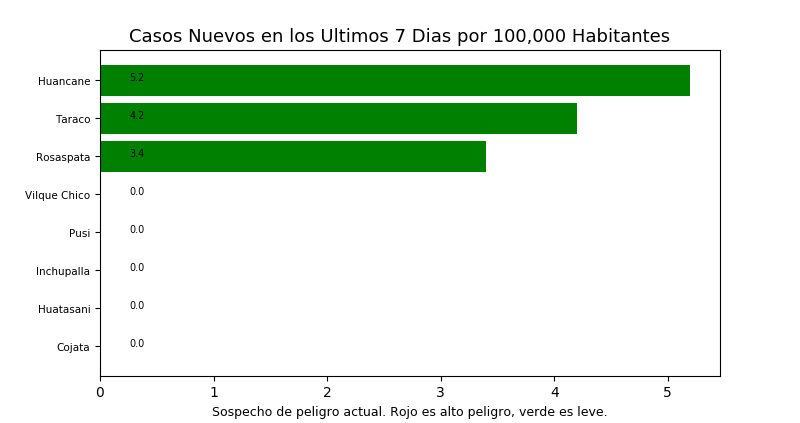 Casos Nuevos en los Ultimos 7 Dias por 100,000 Habitantes
Huancane 5.2
Taraco 4.2
Rosaspata 3.4
Vilque Chico 0.0
Pusi 0.0
Inchupalla 0.0
Huatasani 0.0
Cojata 0.0
0 1 2 3 4 5
Sospecho de peligro actual. Rojo es alto peligro, verde es leve.